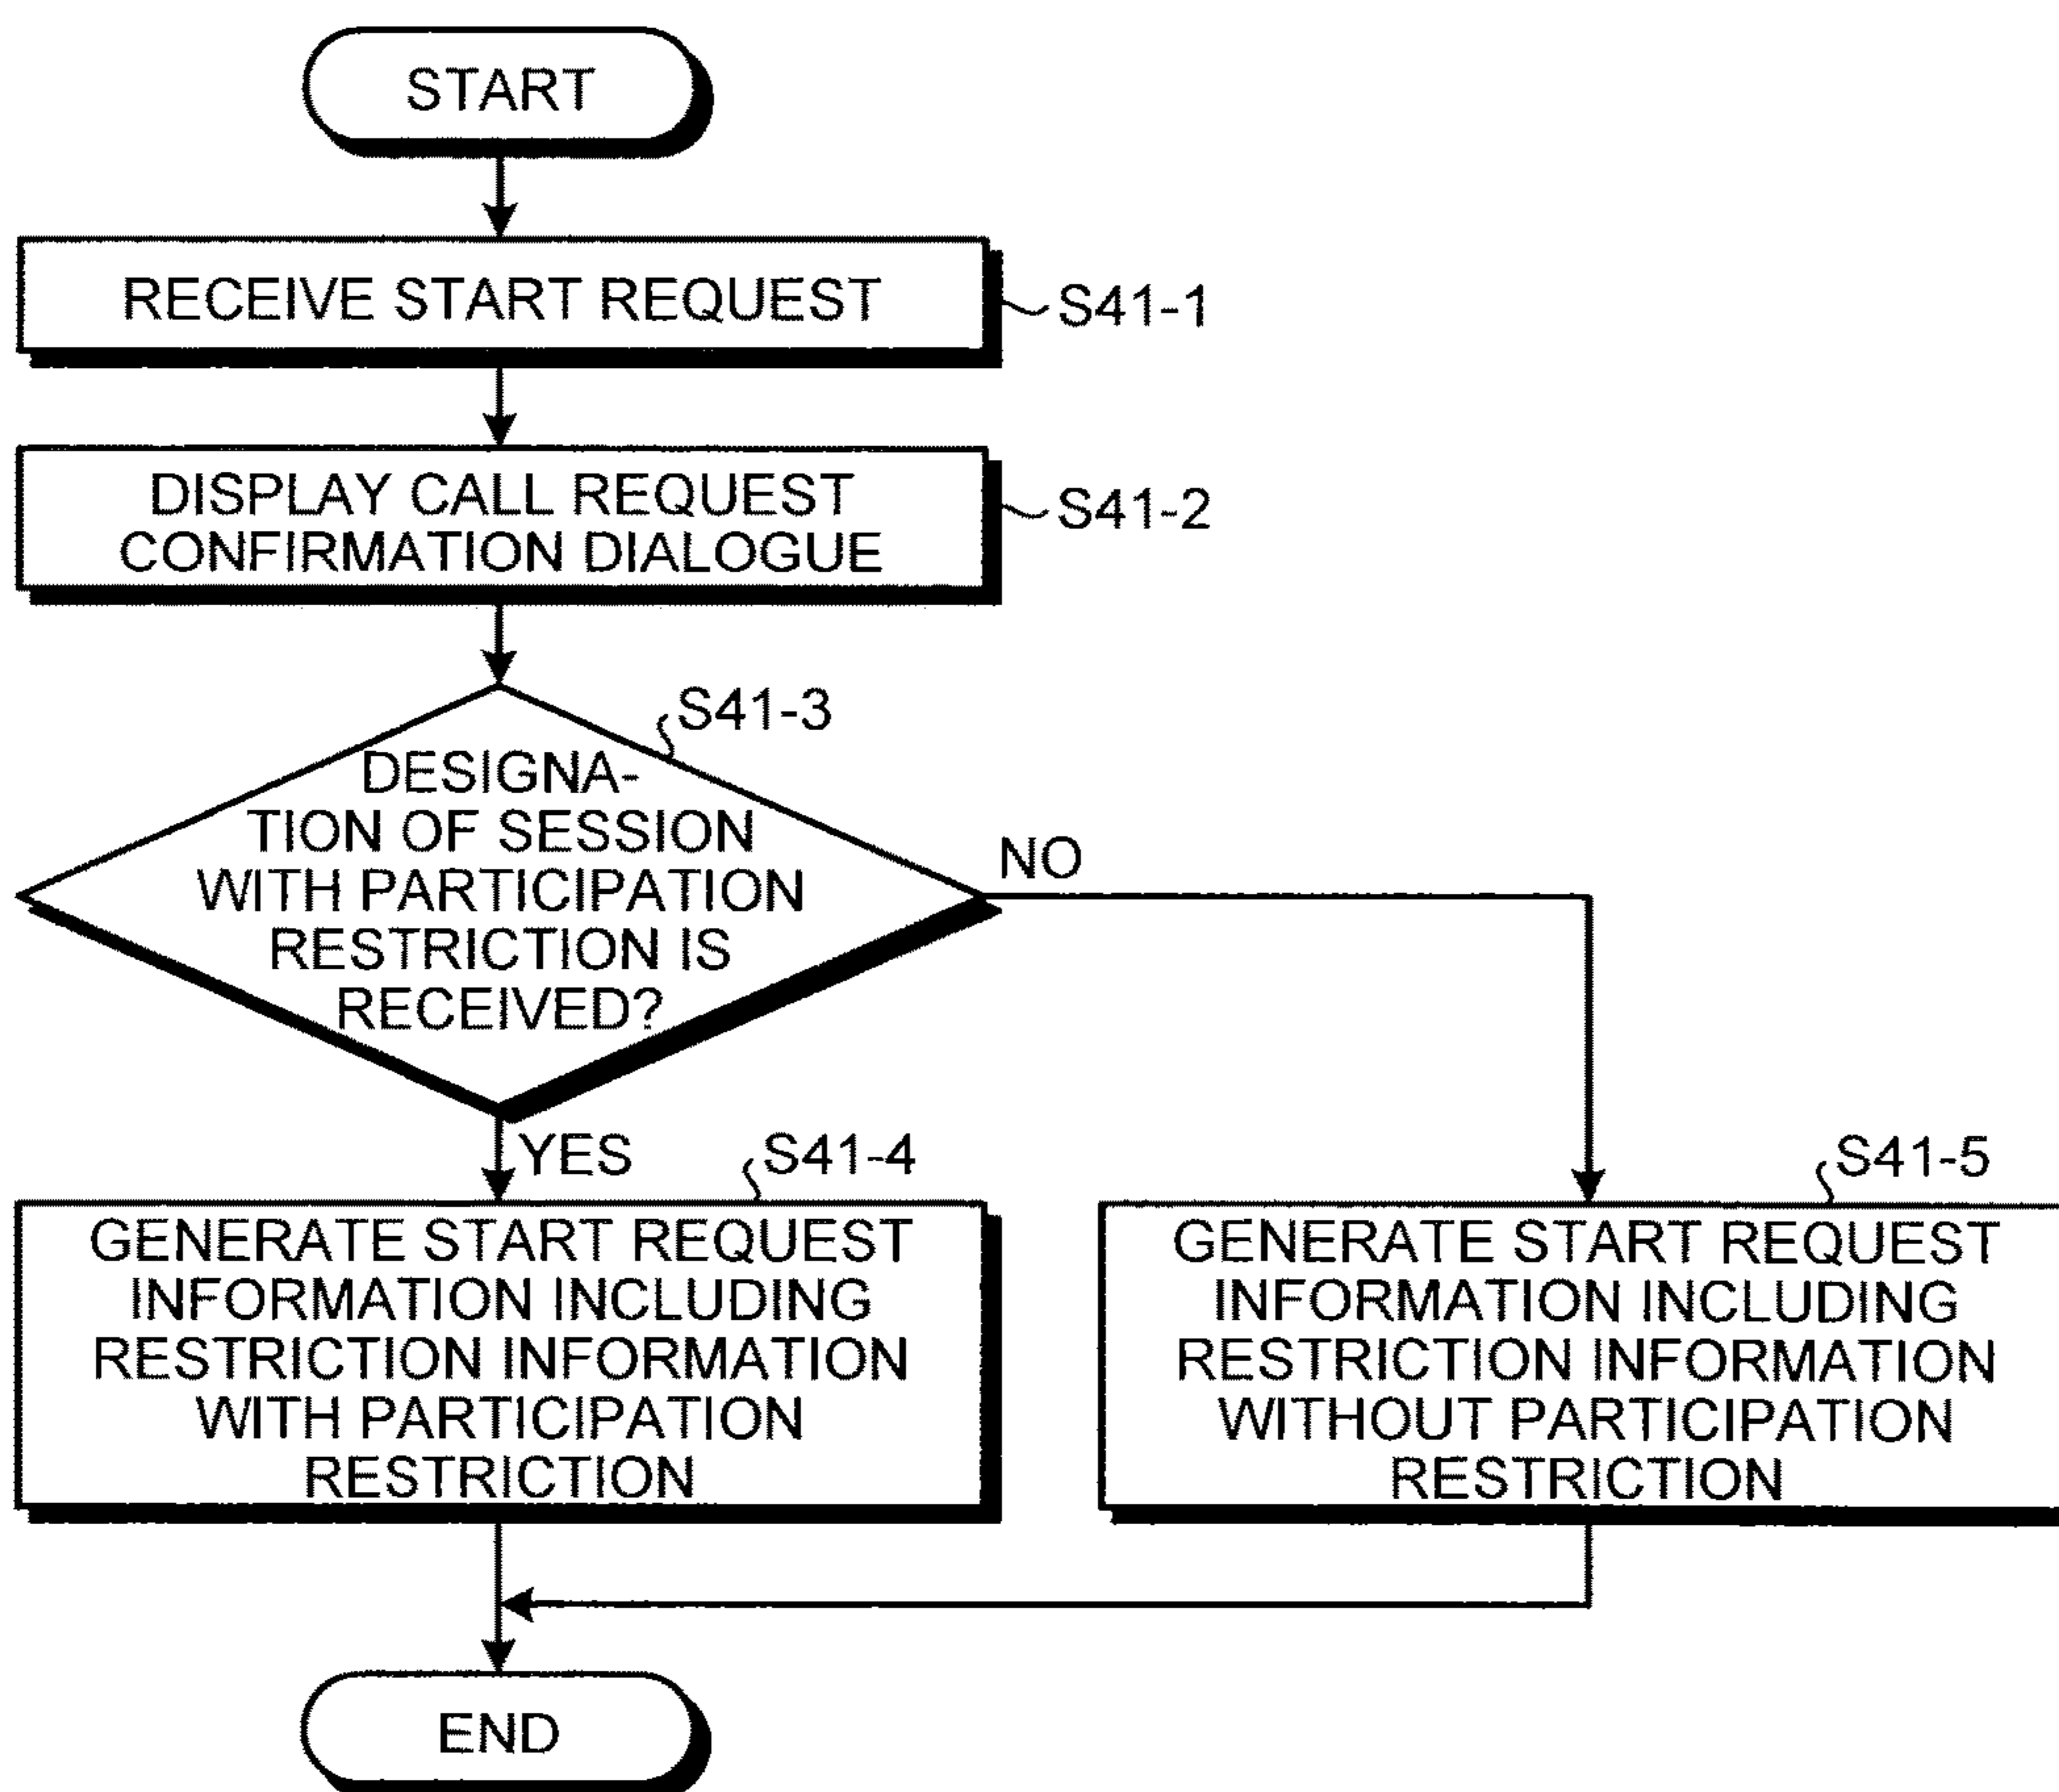 START
RECEIVE START REQUEST
S41-1
DISPLAY CALL REQUEST
CONFIRMATION DIALOGUE
S41-2
S41-3
DESIGNA-
TION OF SESSION
WITH PARTICIPATION
RESTRICTION IS
RECEIVED?
NO
YES
S41-4
GENERATE START REQUEST
INFORMATION INCLUDING
RESTRICTION INFORMATION
WITH PARTICIPATION
RESTRICTION
S41-5
GENERATE START REQUEST
INFORMATION INCLUDING
RESTRICTION INFORMATION
WITHOUT PARTICIPATION
RESTRICTION
END